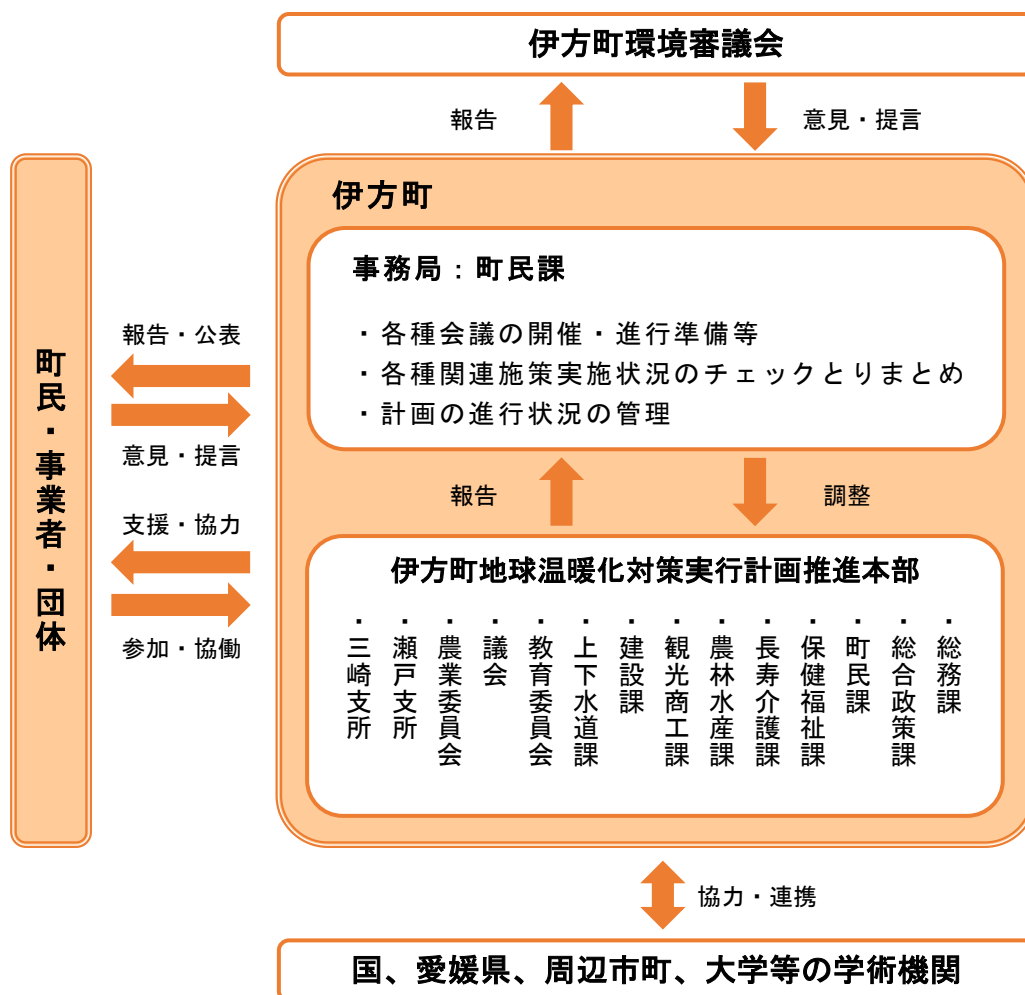 伊方町環境審議会
報告
意見・提言
町民・事業者・団体
報告・公表
意見・提言
支援・協力
参加・協働
伊方町
事務局：町民課
・各種会議の開催・進行準備等
・各種関連施策実施状況のチェックとりまとめ
・計画の進行状況の管理
報告
調整
伊方町地球温暖化対策実行計画推進本部
・総務課
・総合政策課
・町民課
・保健福祉課
・長寿介護課
・農林水産課
・観光商工課
・建設課
・上下水道課
・教育委員会
・議会
・農業委員会
・瀬戸支所
・三崎支所
協力・連携
国、愛媛県、周辺市町、大学等の学術機関